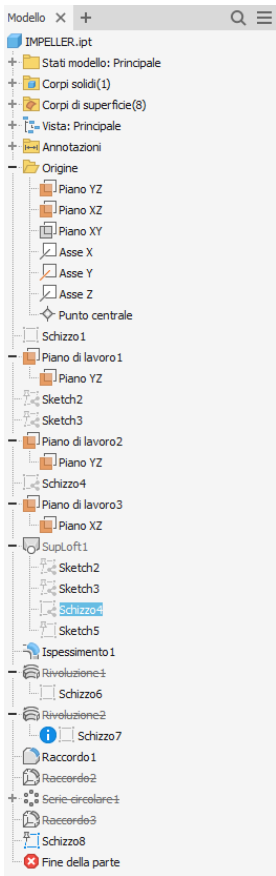 Modello
IMPELLER.ipt
Stati modello: Principale
Corpi solidi(1)
Corpi di superficie(8)
Vista: Principale
Annotazioni
Origine
Piano YZ
Piano XZ
Piano XY
Asse X
Asse Y
Asse Z
Punto centrale
Schizzo1
Piano di lavoro1
Piano YZ
Sketch2
Sketch3
Piano di lavoro2
Piano YZ
Schizzo4
Piano di lavoro3
Piano XZ
SupLoft1
Sketch2
Sketch3
Schizzo4
Sketch5
Ispessimento1
Rivoluzione1
Schizzo6
Rivoluzione2
Schizzo7
Raccordo1
Raccordo2
Serie circolare1
Raccordo3
Schizzo8
Fine della parte